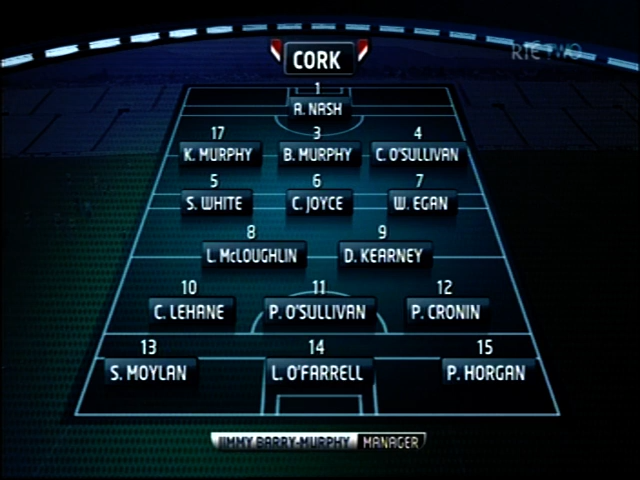 RTÉ TWO
CORK
1
A. NASH
17 3 4
K. MURPHY B. MURPHY C. O'SULLIVAN
5 6 7
S. WHITE C. JOYCE W. EGAN
8 9
L. McLOUGHLIN D. KEARNEY
10 11 12
C. LEHANE P. O'SULLIVAN P. CRONIN
13 14 15
S. MOYLAN L. O'FARRELL P. HORGAN
JIMMY BARRY-MURPHY MANAGER